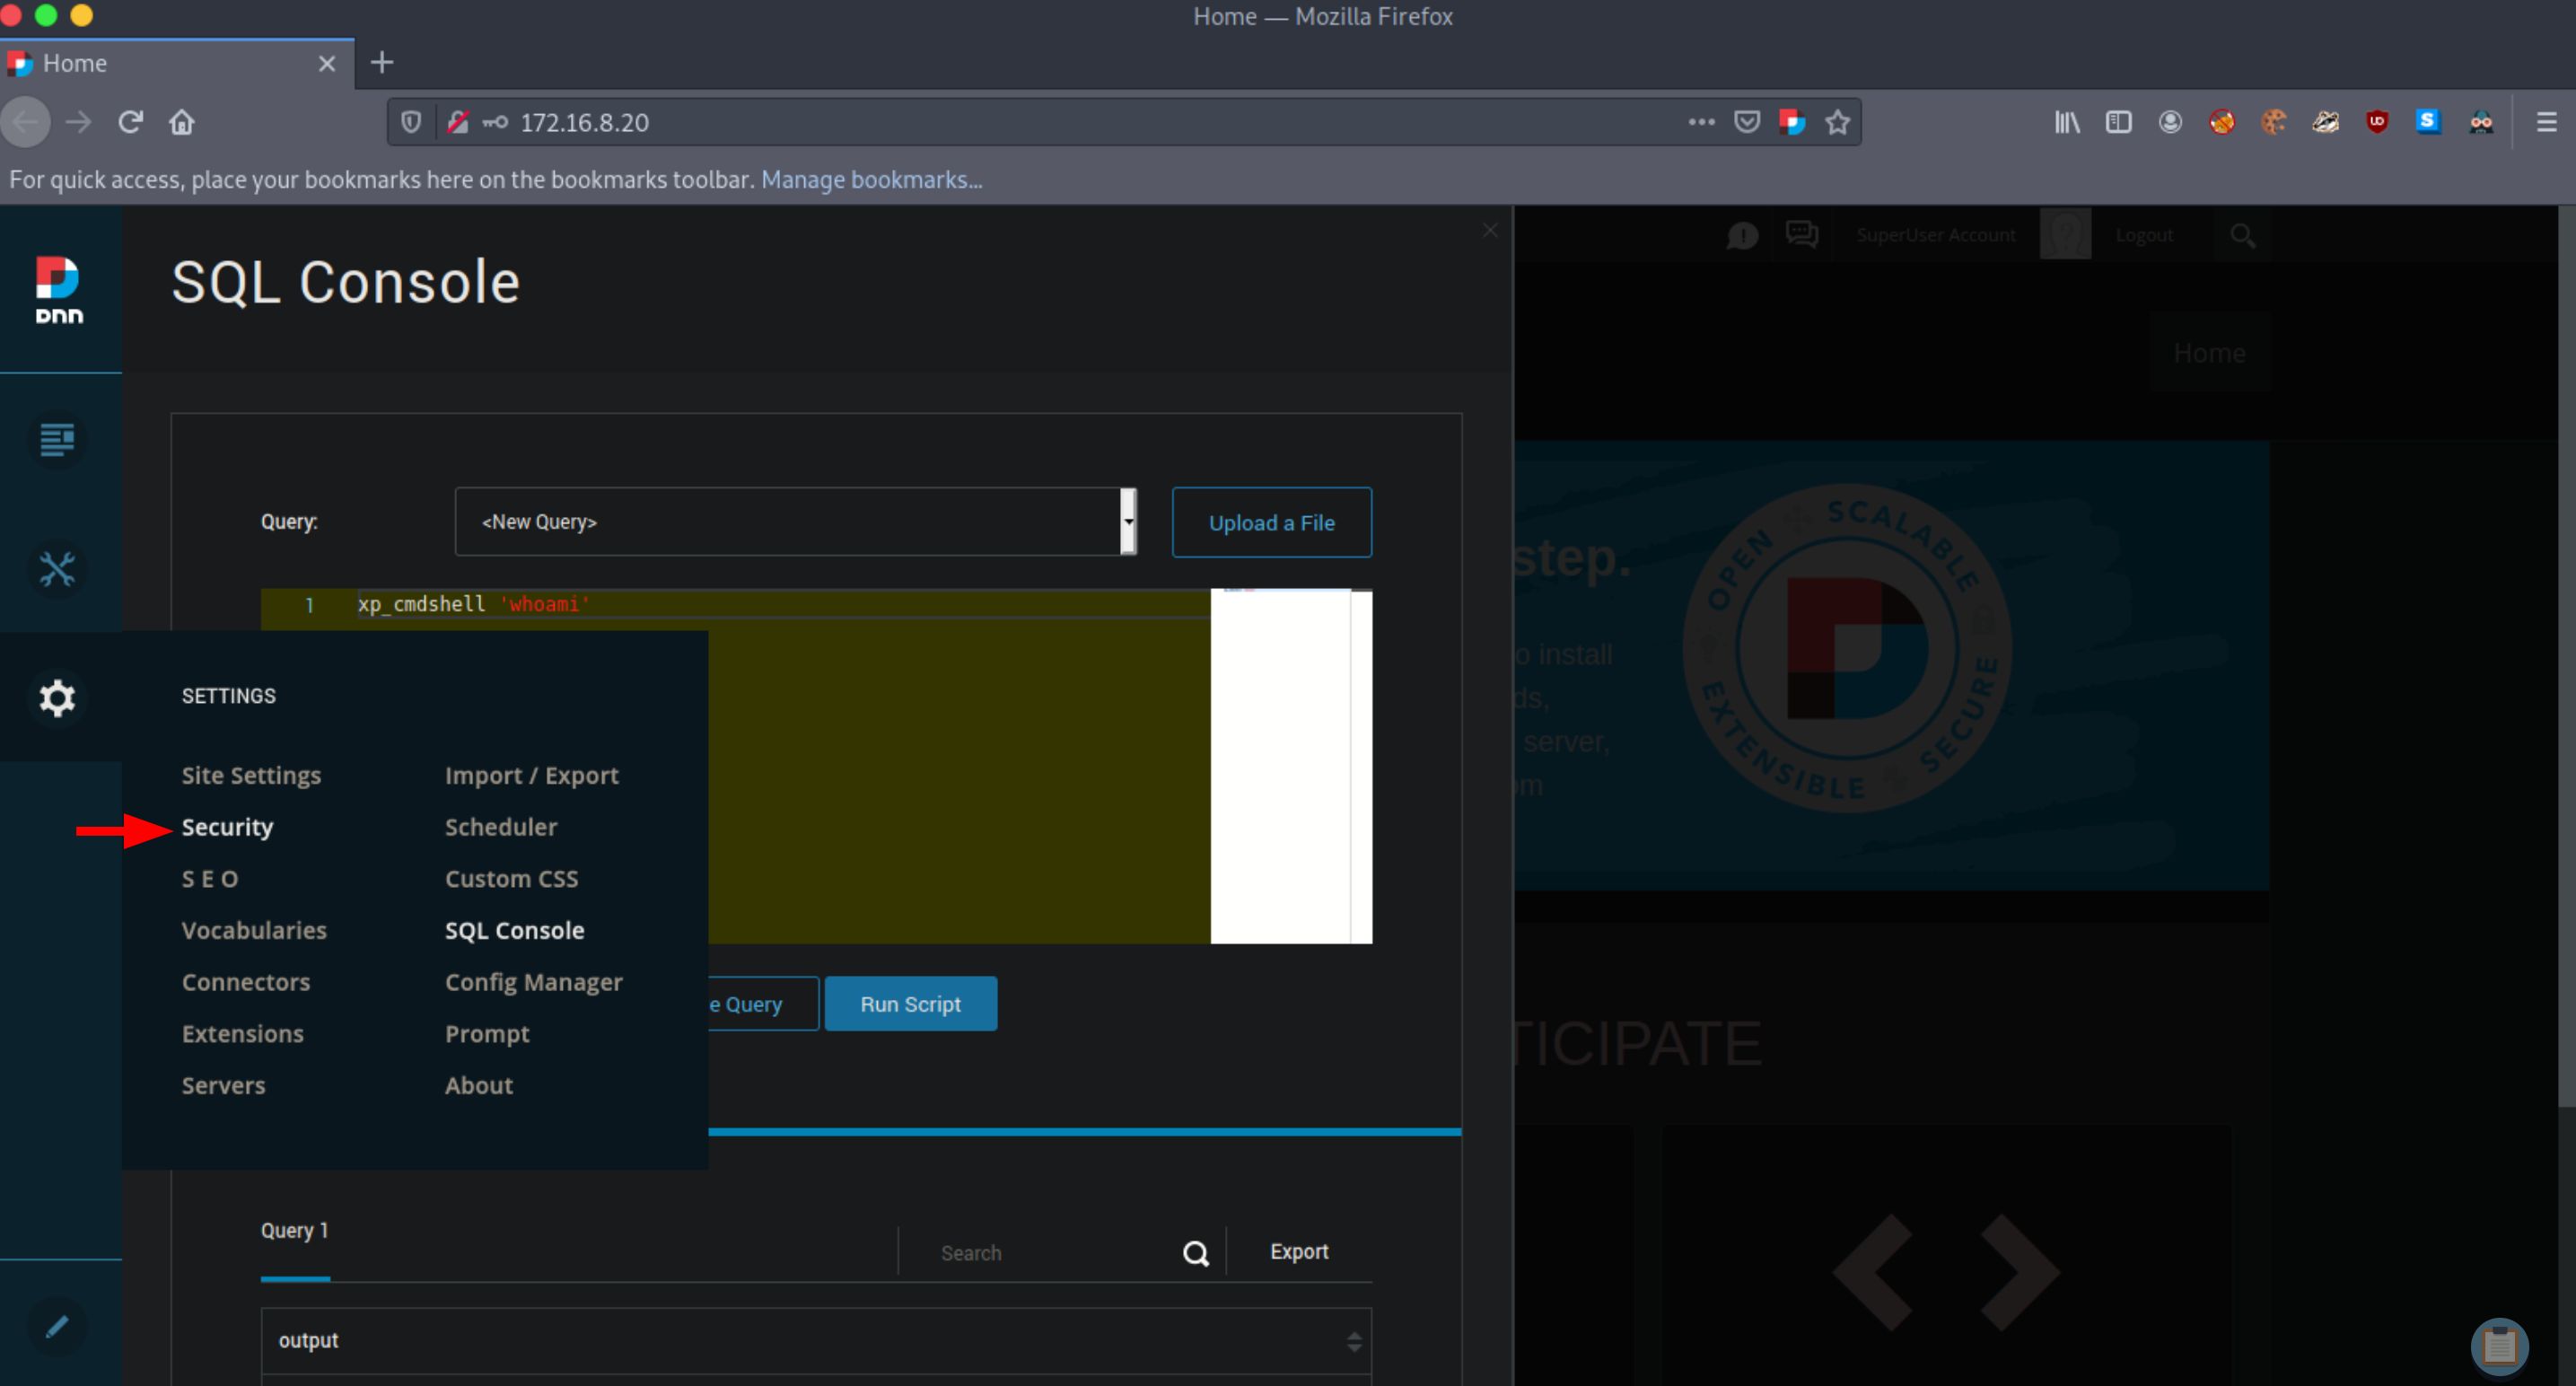 Home — Mozilla Firefox
Home
172.16.8.20
For quick access, place your bookmarks here on the bookmarks toolbar. Manage bookmarks...
SuperUser Account
Logout
DNN
SQL Console
Home
Query:
<New Query>
Upload a File
1 xp_cmdshell 'whoami'
step.
o install
ds,
server,
om
OPEN SCALABLE SECURE EXTENSIBLE
SETTINGS
Site Settings
Security
S E O
Vocabularies
Connectors
Extensions
Servers
Import / Export
Scheduler
Custom CSS
SQL Console
Config Manager
Prompt
About
e Query
Run Script
TICIPATE
Query 1
Search
Export
output